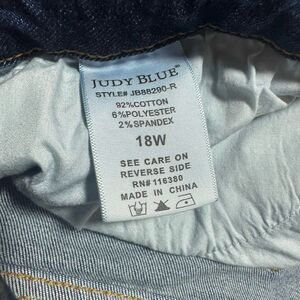 JUDY BLUE®
STYLE# JB88290-R
92%COTTON
6%POLYESTER
2%SPANDEX
18W
SEE CARE ON
REVERSE SIDE
RN# 116380
MADE IN CHINA